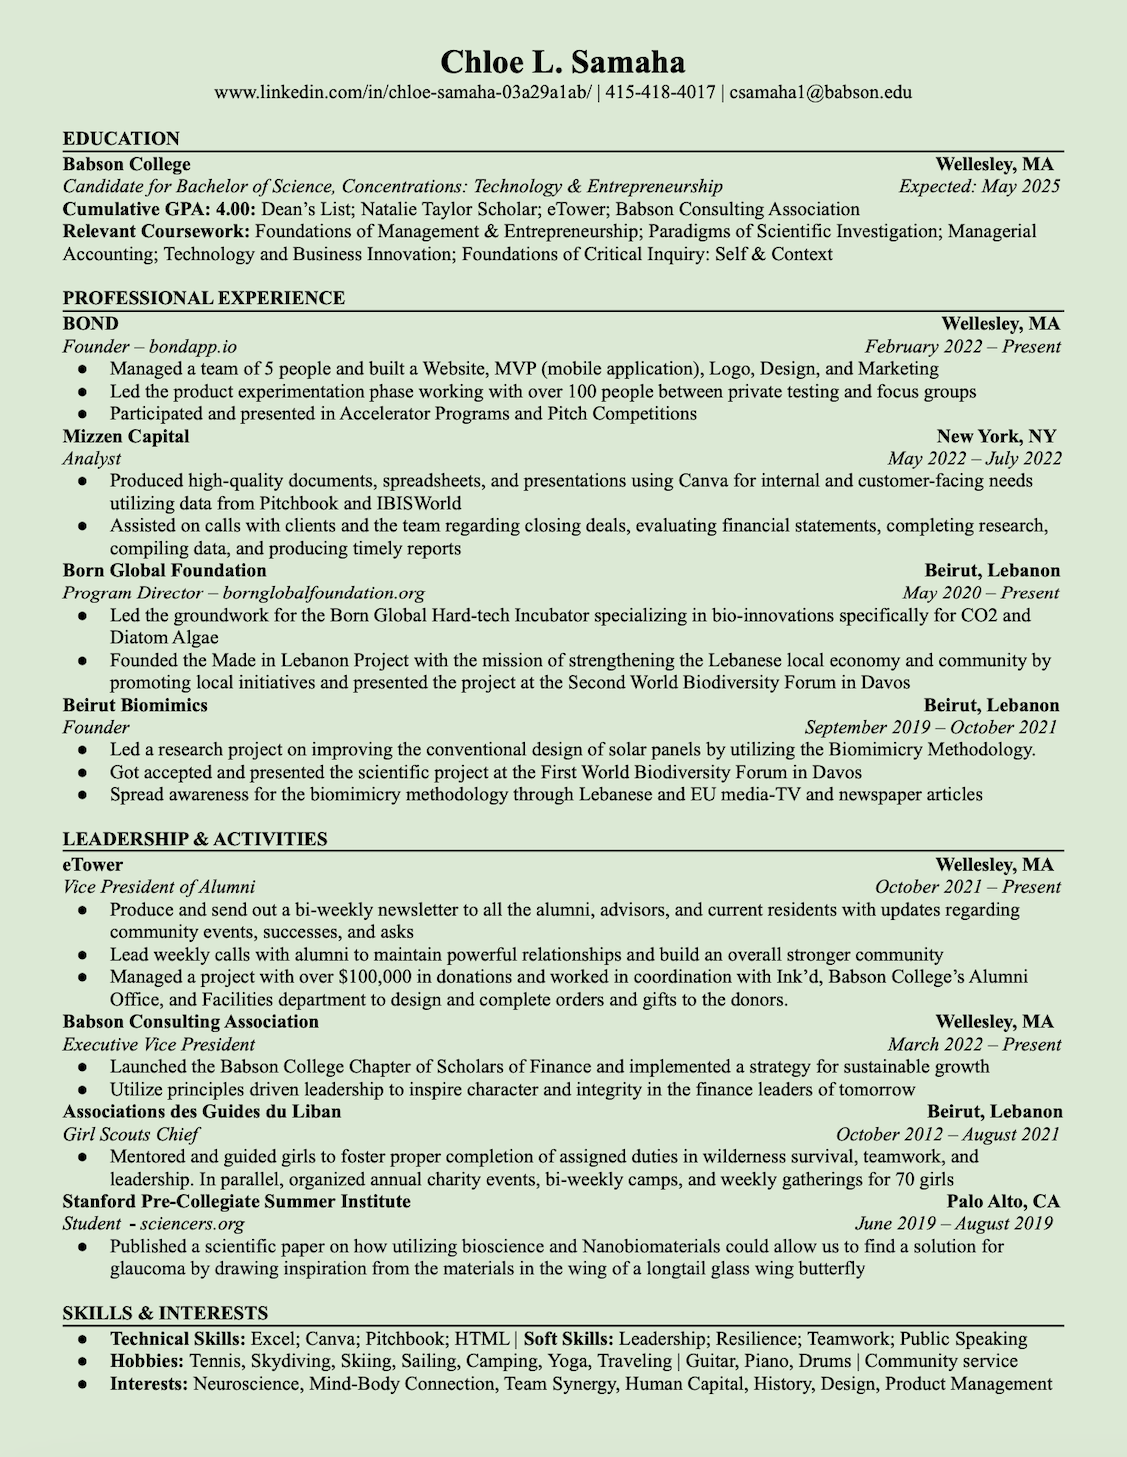 Chloe L. Samaha
www.linkedin.com/in/chloe-samaha-03a29a1ab/ | 415-418-4017 | csamaha1@babson.edu
EDUCATION
Babson College Wellesley, MA
Candidate for Bachelor of Science, Concentrations: Technology & Entrepreneurship Expected: May 2025
Cumulative GPA: 4.00: Dean's List; Natalie Taylor Scholar; eTower; Babson Consulting Association
Relevant Coursework: Foundations of Management & Entrepreneurship; Paradigms of Scientific Investigation; Managerial
Accounting; Technology and Business Innovation; Foundations of Critical Inquiry: Self & Context
PROFESSIONAL EXPERIENCE
BOND Wellesley, MA
Founder – bondapp.io February 2022 – Present
● Managed a team of 5 people and built a Website, MVP (mobile application), Logo, Design, and Marketing
● Led the product experimentation phase working with over 100 people between private testing and focus groups
● Participated and presented in Accelerator Programs and Pitch Competitions
Mizzen Capital New York, NY
Analyst May 2022 – July 2022
● Produced high-quality documents, spreadsheets, and presentations using Canva for internal and customer-facing needs
utilizing data from Pitchbook and IBISWorld
● Assisted on calls with clients and the team regarding closing deals, evaluating financial statements, completing research,
compiling data, and producing timely reports
Born Global Foundation Beirut, Lebanon
Program Director – bornglobalfoundation.org May 2020 – Present
● Led the groundwork for the Born Global Hard-tech Incubator specializing in bio-innovations specifically for CO2 and
Diatom Algae
● Founded the Made in Lebanon Project with the mission of strengthening the Lebanese local economy and community by
promoting local initiatives and presented the project at the Second World Biodiversity Forum in Davos
Beirut Biomimics Beirut, Lebanon
Founder September 2019 – October 2021
● Led a research project on improving the conventional design of solar panels by utilizing the Biomimicry Methodology.
● Got accepted and presented the scientific project at the First World Biodiversity Forum in Davos
● Spread awareness for the biomimicry methodology through Lebanese and EU media-TV and newspaper articles
LEADERSHIP & ACTIVITIES
eTower Wellesley, MA
Vice President of Alumni October 2021 – Present
● Produce and send out a bi-weekly newsletter to all the alumni, advisors, and current residents with updates regarding
community events, successes, and asks
● Lead weekly calls with alumni to maintain powerful relationships and build an overall stronger community
● Managed a project with over $100,000 in donations and worked in coordination with Ink'd, Babson College's Alumni
Office, and Facilities department to design and complete orders and gifts to the donors.
Babson Consulting Association Wellesley, MA
Executive Vice President March 2022 – Present
● Launched the Babson College Chapter of Scholars of Finance and implemented a strategy for sustainable growth
● Utilize principles driven leadership to inspire character and integrity in the finance leaders of tomorrow
Associations des Guides du Liban Beirut, Lebanon
Girl Scouts Chief October 2012 – August 2021
● Mentored and guided girls to foster proper completion of assigned duties in wilderness survival, teamwork, and
leadership. In parallel, organized annual charity events, bi-weekly camps, and weekly gatherings for 70 girls
Stanford Pre-Collegiate Summer Institute Palo Alto, CA
Student - sciencers.org June 2019 – August 2019
● Published a scientific paper on how utilizing bioscience and Nanobiomaterials could allow us to find a solution for
glaucoma by drawing inspiration from the materials in the wing of a longtail glass wing butterfly
SKILLS & INTERESTS
● Technical Skills: Excel; Canva; Pitchbook; HTML | Soft Skills: Leadership; Resilience; Teamwork; Public Speaking
● Hobbies: Tennis, Skydiving, Skiing, Sailing, Camping, Yoga, Traveling | Guitar, Piano, Drums | Community service
● Interests: Neuroscience, Mind-Body Connection, Team Synergy, Human Capital, History, Design, Product Management